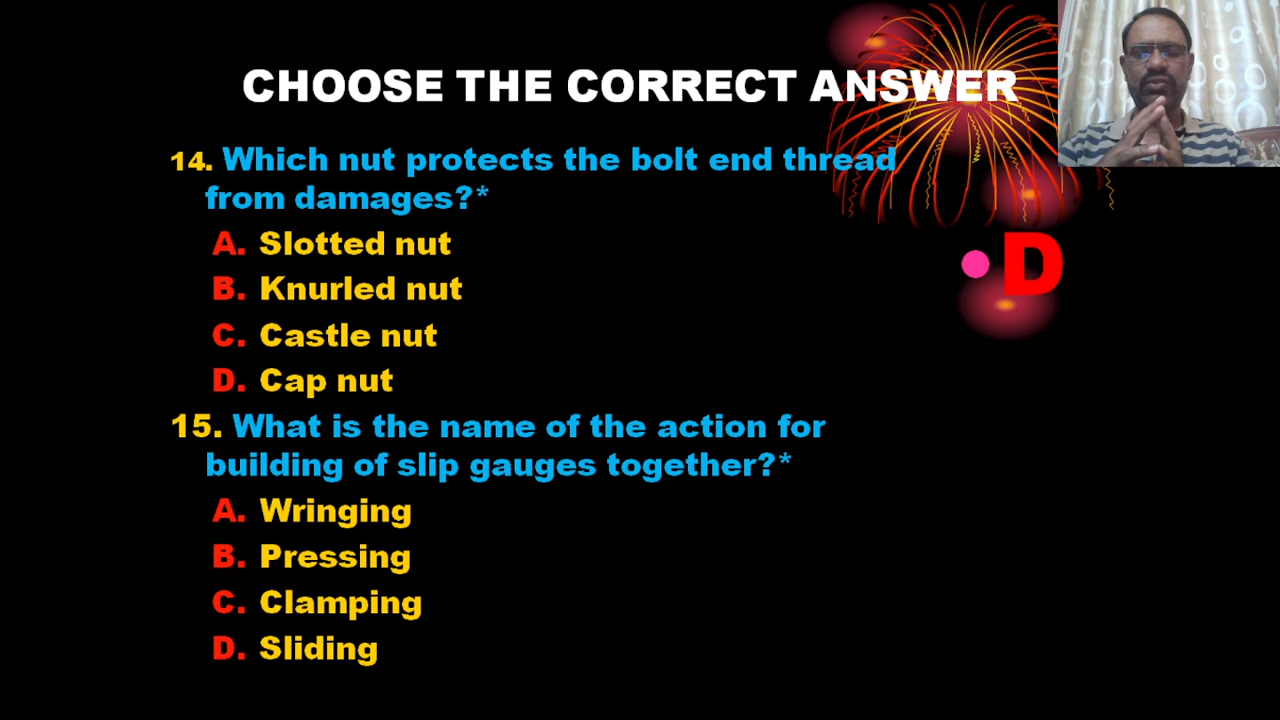 CHOOSE THE CORRECT ANSWER
14. Which nut protects the bolt end thread
from damages?*
A. Slotted nut
B. Knurled nut
C. Castle nut
D. Cap nut
15. What is the name of the action for
building of slip gauges together?*
A. Wringing
B. Pressing
C. Clamping
D. Sliding
• D